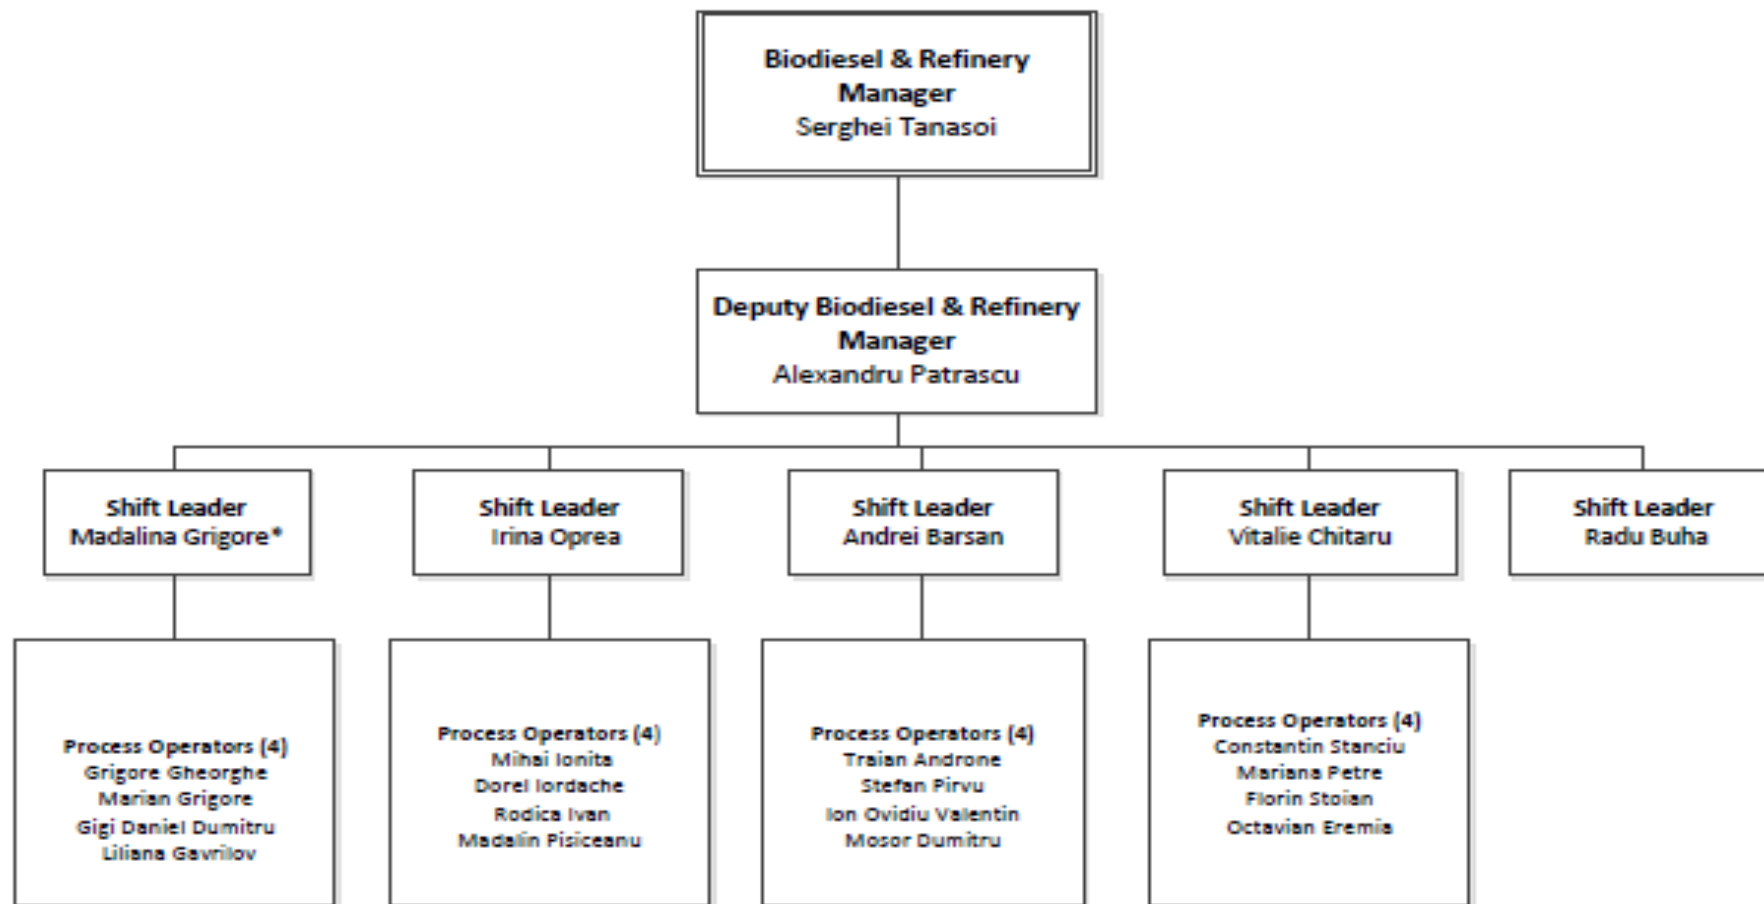 Biodiesel & Refinery
Manager
Serghei Tanasoi
Deputy Biodiesel & Refinery
Manager
Alexandru Patrascu
Shift Leader
Madalina Grigore*
Shift Leader
Irina Oprea
Shift Leader
Andrei Barsan
Shift Leader
Vitalie Chitaru
Shift Leader
Radu Buha
Process Operators (4)
Grigore Gheorghe
Marian Grigore
Gigi Daniel Dumitru
Liliana Gavrilov
Process Operators (4)
Mihai Ionita
Dorel Iordache
Rodica Ivan
Madalin Pisiceanu
Process Operators (4)
Traian Androne
Stefan Pirvu
Ion Ovidiu Valentin
Mosor Dumitru
Process Operators (4)
Constantin Stanciu
Mariana Petre
Florin Stoian
Octavian Eremia